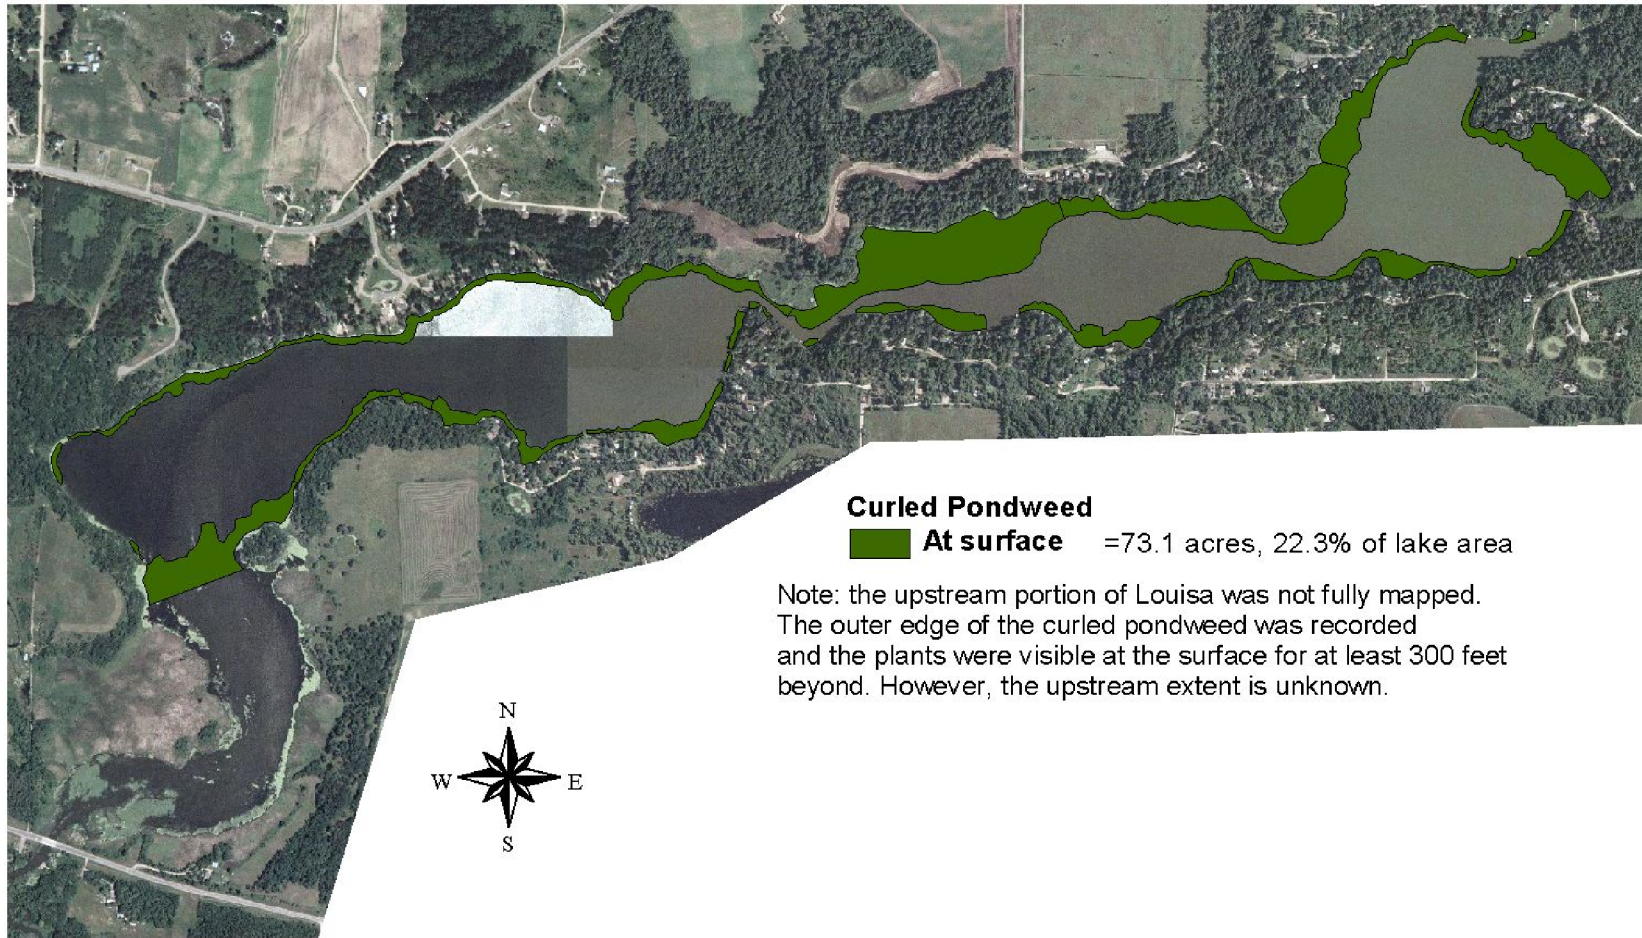 Curled Pondweed
At surface =73.1 acres, 22.3% of lake area
Note: the upstream portion of Louisa was not fully mapped.
The outer edge of the curled pondweed was recorded
and the plants were visible at the surface for at least 300 feet
beyond. However, the upstream extent is unknown.
N
W E
S